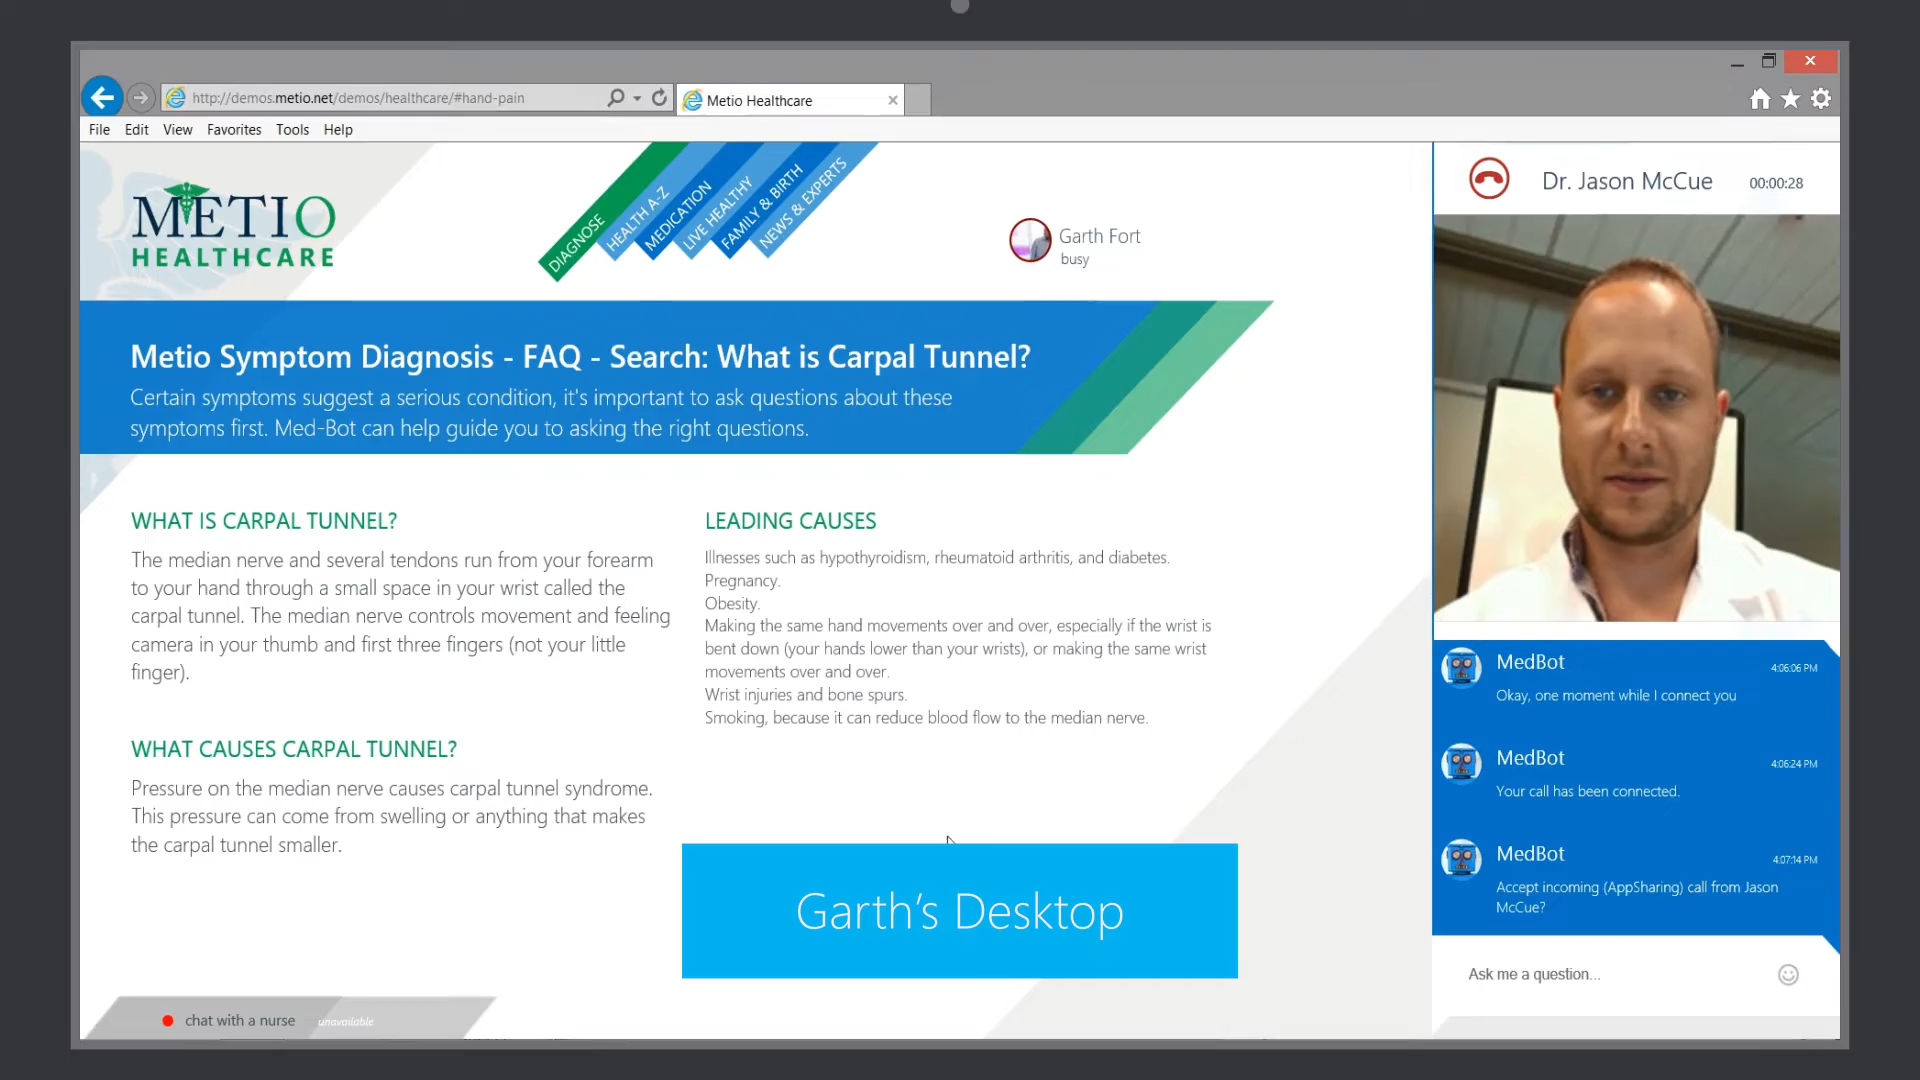 http://demos.metio.net/demos/healthcare/#hand-pain
Metio Healthcare
File Edit View Favorites Tools Help
METIO
HEALTHCARE
DIAGNOSE
HEALTH A-Z
MEDICATION
LIVE HEALTHY
FAMILY & BIRTH
NEWS & EXPERTS
Garth Fort
busy
Dr. Jason McCue 00:00:28
Metio Symptom Diagnosis - FAQ - Search: What is Carpal Tunnel?
Certain symptoms suggest a serious condition, it's important to ask questions about these
symptoms first. Med-Bot can help guide you to asking the right questions.
WHAT IS CARPAL TUNNEL?
The median nerve and several tendons run from your forearm
to your hand through a small space in your wrist called the
carpal tunnel. The median nerve controls movement and feeling
camera in your thumb and first three fingers (not your little
finger).
WHAT CAUSES CARPAL TUNNEL?
Pressure on the median nerve causes carpal tunnel syndrome.
This pressure can come from swelling or anything that makes
the carpal tunnel smaller.
LEADING CAUSES
Illnesses such as hypothyroidism, rheumatoid arthritis, and diabetes.
Pregnancy.
Obesity.
Making the same hand movements over and over, especially if the wrist is
bent down (your hands lower than your wrists), or making the same wrist
movements over and over.
Wrist injuries and bone spurs.
Smoking, because it can reduce blood flow to the median nerve.
Garth's Desktop
chat with a nurse unavailable
MedBot 4:06:06 PM
Okay, one moment while I connect you
MedBot 4:06:24 PM
Your call has been connected.
MedBot 4:07:14 PM
Accept incoming (AppSharing) call from Jason
McCue?
Ask me a question...